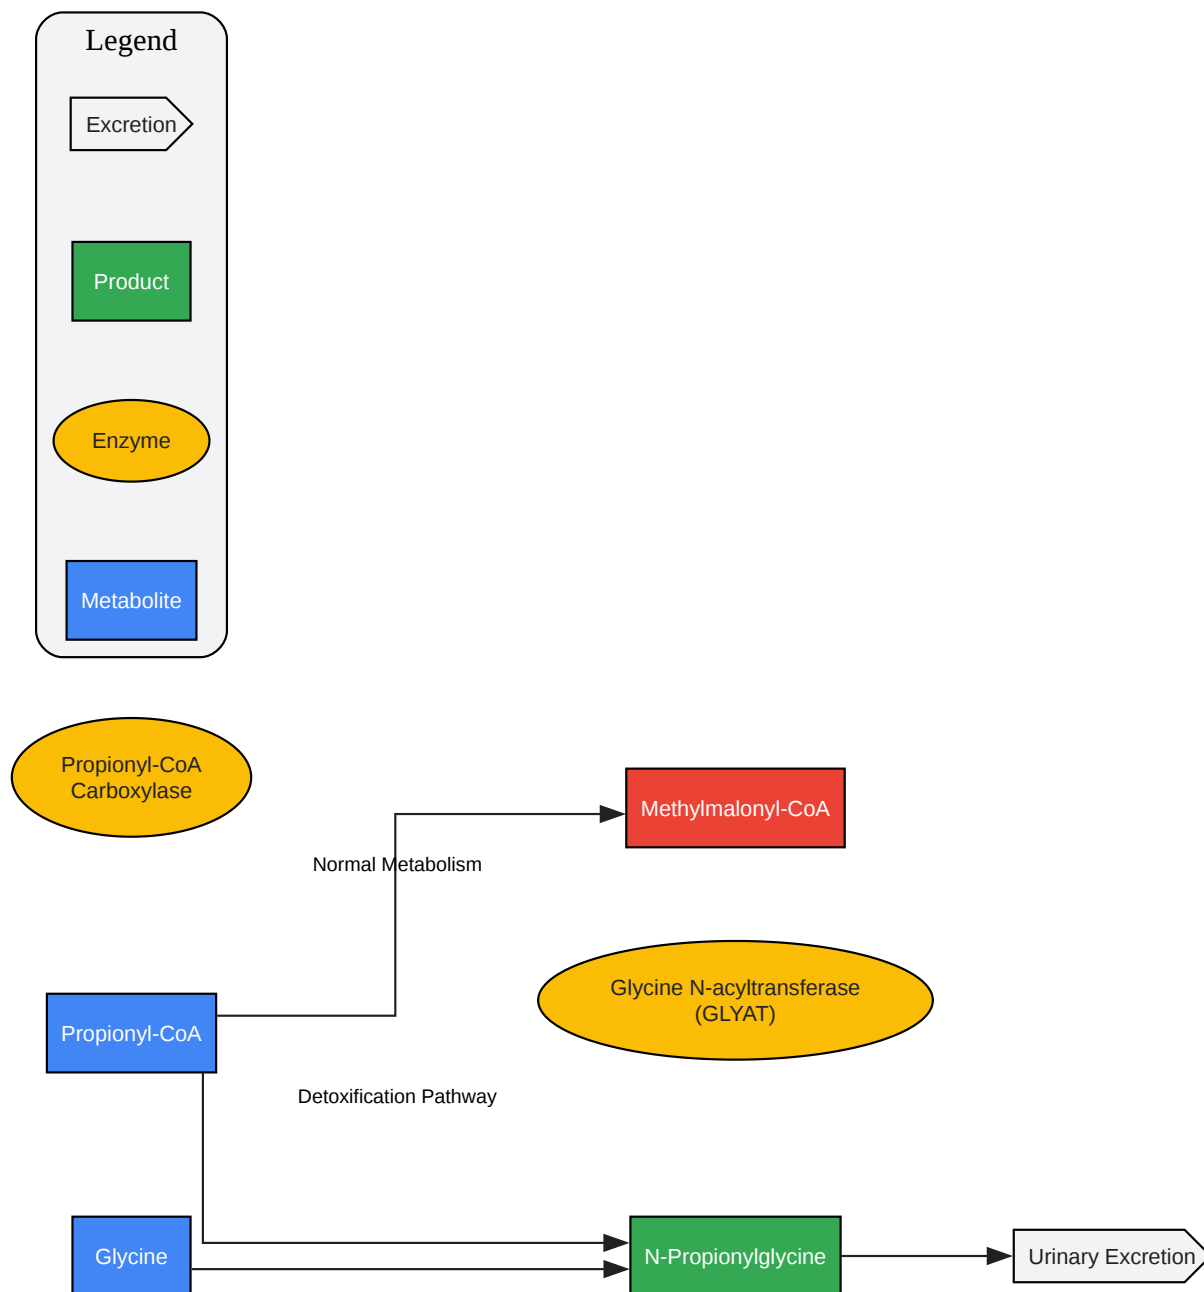 Legend
Excretion
Product
Enzyme
Metabolite
Propionyl-CoA
Carboxylase
Methylmalonyl-CoA
Normal Metabolism
Glycine N-acyltransferase
(GLYAT)
Propionyl-CoA
Detoxification Pathway
Glycine
N-Propionylglycine
Urinary Excretion